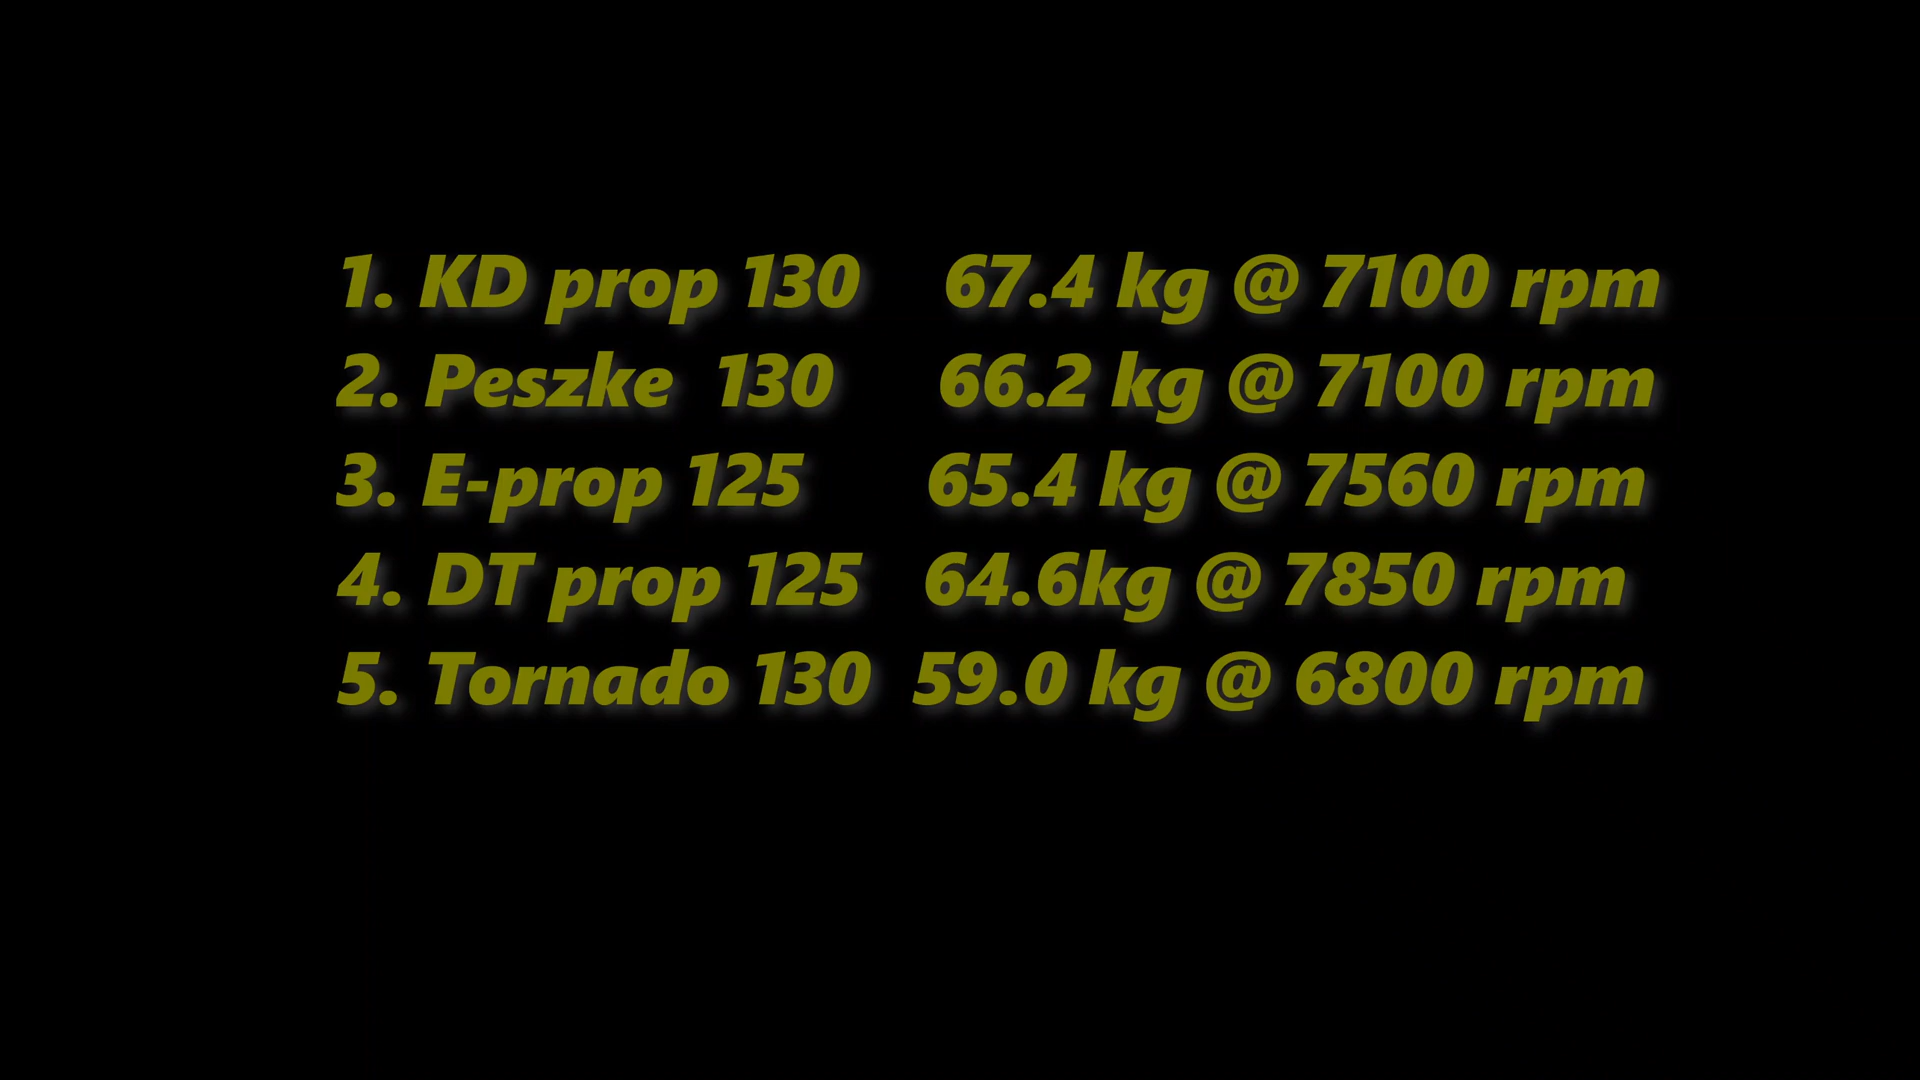 1. KD prop 130 67.4 kg @ 7100 rpm
2. Peszke 130 66.2 kg @ 7100 rpm
3. E-prop 125 65.4 kg @ 7560 rpm
4. DT prop 125 64.6kg @ 7850 rpm
5. Tornado 130 59.0 kg @ 6800 rpm